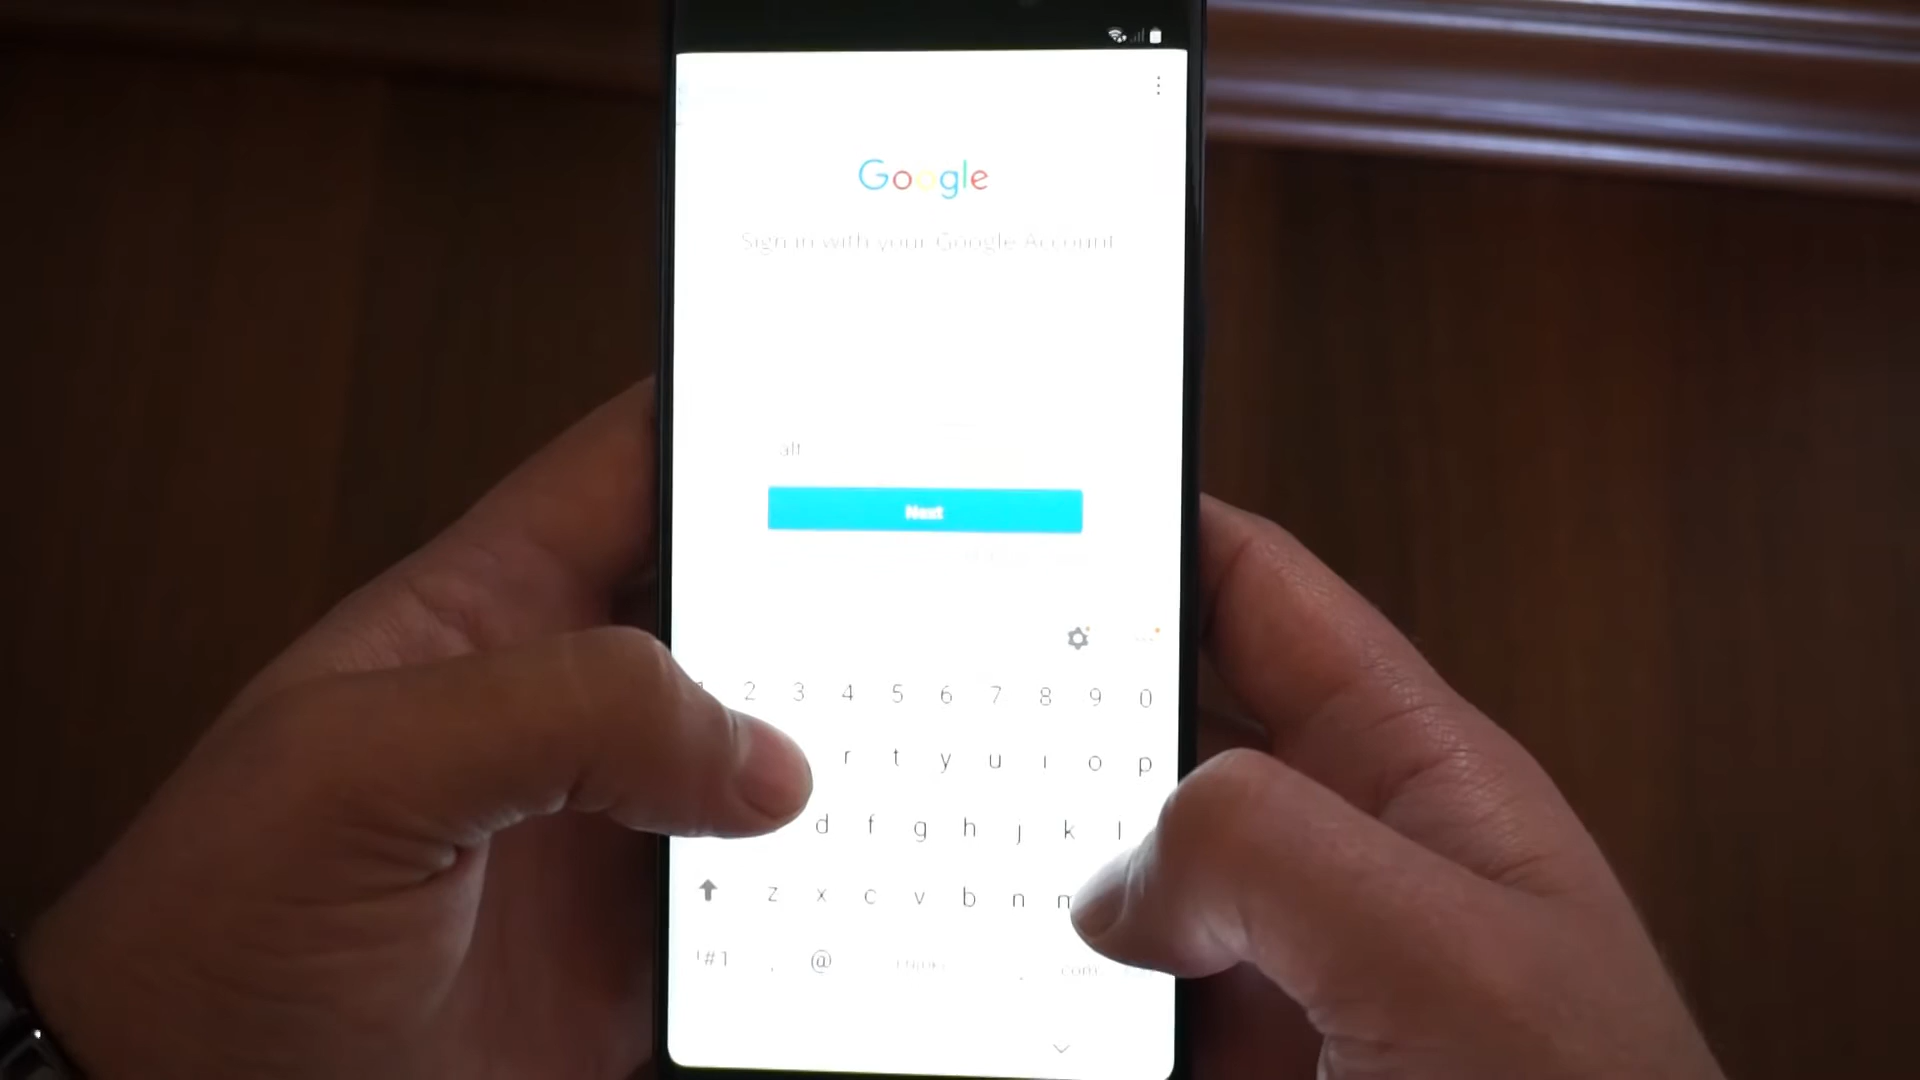 Google
Sign in with your Google Account
alt
Next
2 3 4 5 6 7 8 9 0
r t y u i o p
d f g h j k l
z x c v b n m
!#1 , @ . .com